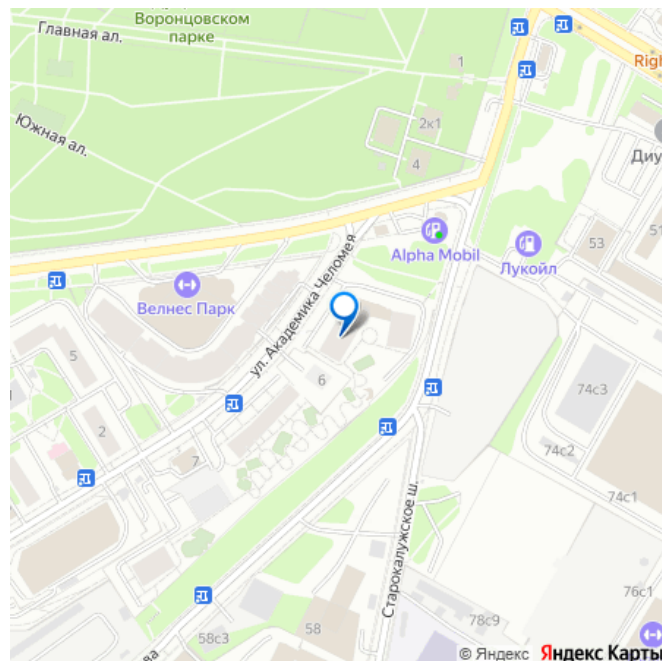 Воронцовском
парке
Главная ал.
Righ
1
Южная ал.
2к1
Диу
4
ул. Академика Челомея
Alpha Mobil
Лукойл
53
51
Велнес Парк
5
6
74с3
2
7
74с2
74с1
Старокалужское ш.
76с1
78с9
58с3
58
ва
© Яндекс Яндекс Карты